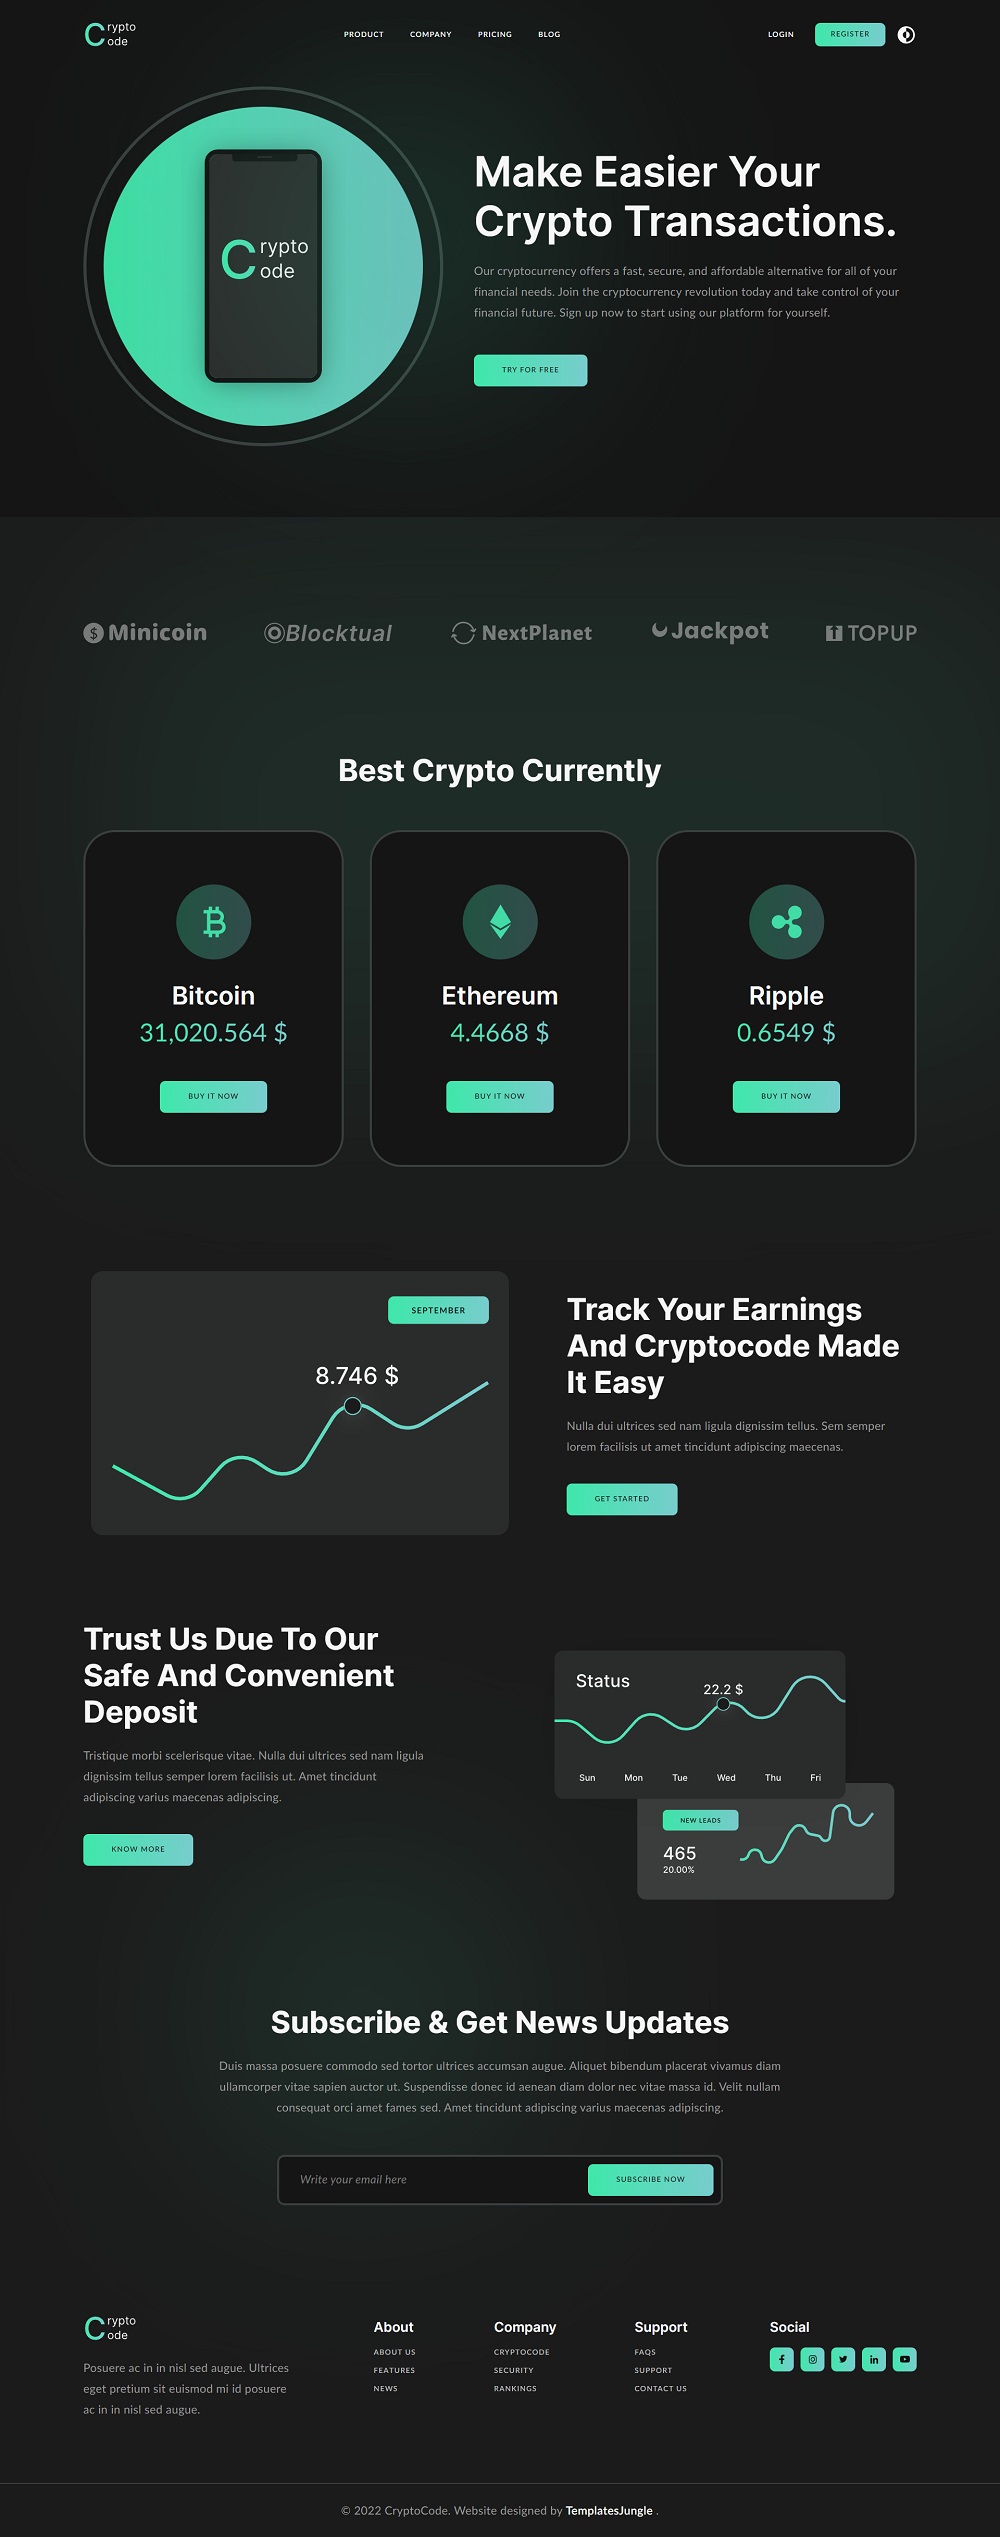 Crypto
Code
PRODUCT COMPANY PRICING BLOG
LOGIN REGISTER
Crypto
Code
Make Easier Your
Crypto Transactions.
Our cryptocurrency offers a fast, secure, and affordable alternative for all of your
financial needs. Join the cryptocurrency revolution today and take control of your
financial future. Sign up now to start using our platform for yourself.
TRY FOR FREE
$ Minicoin Blocktual NextPlanet Jackpot TOPUP
Best Crypto Currently
Bitcoin
31,020.564 $
BUY IT NOW
Ethereum
4.4668 $
BUY IT NOW
Ripple
0.6549 $
BUY IT NOW
SEPTEMBER
8.746 $
Track Your Earnings
And Cryptocode Made
It Easy
Nulla dui ultrices sed nam ligula dignissim tellus. Sem semper
lorem facilisis ut amet tincidunt adipiscing maecenas.
GET STARTED
Trust Us Due To Our
Safe And Convenient
Deposit
Tristique morbi scelerisque vitae. Nulla dui ultrices sed nam ligula
dignissim tellus semper lorem facilisis ut. Amet tincidunt
adipiscing varius maecenas adipiscing.
KNOW MORE
Status
22.2 $
Sun Mon Tue Wed Thu Fri
NEW LEADS
465
20.00%
Subscribe & Get News Updates
Duis massa posuere commodo sed tortor ultrices accumsan augue. Aliquet bibendum placerat vivamus diam
ullamcorper vitae sapien auctor ut. Suspendisse donec id aenean diam dolor nec vitae massa id. Velit nullam
consequat orci amet fames sed. Amet tincidunt adipiscing varius maecenas adipiscing.
Write your email here
SUBSCRIBE NOW
Crypto
Code
Posuere ac in in nisl sed augue. Ultrices
eget pretium sit euismod mi id posuere
ac in in nisl sed augue.
About
ABOUT US
FEATURES
NEWS
Company
CRYPTOCODE
SECURITY
RANKINGS
Support
FAQS
SUPPORT
CONTACT US
Social
© 2022 CryptoCode. Website designed by TemplatesJungle .